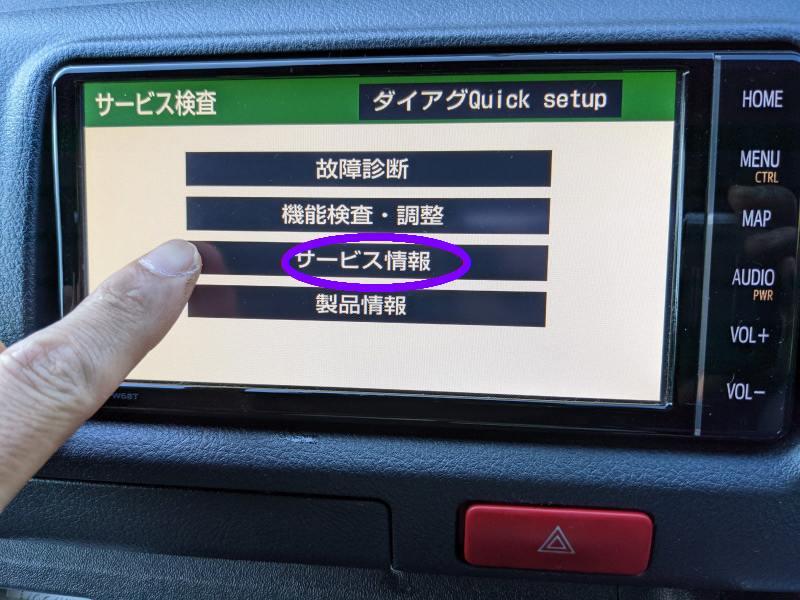 サービス検査
ダイアグQuick setup
故障診断
機能検査・調整
サービス情報
製品情報
HOME
MENU
CTRL
MAP
AUDIO
PWR
VOL+
VOL-
W68T